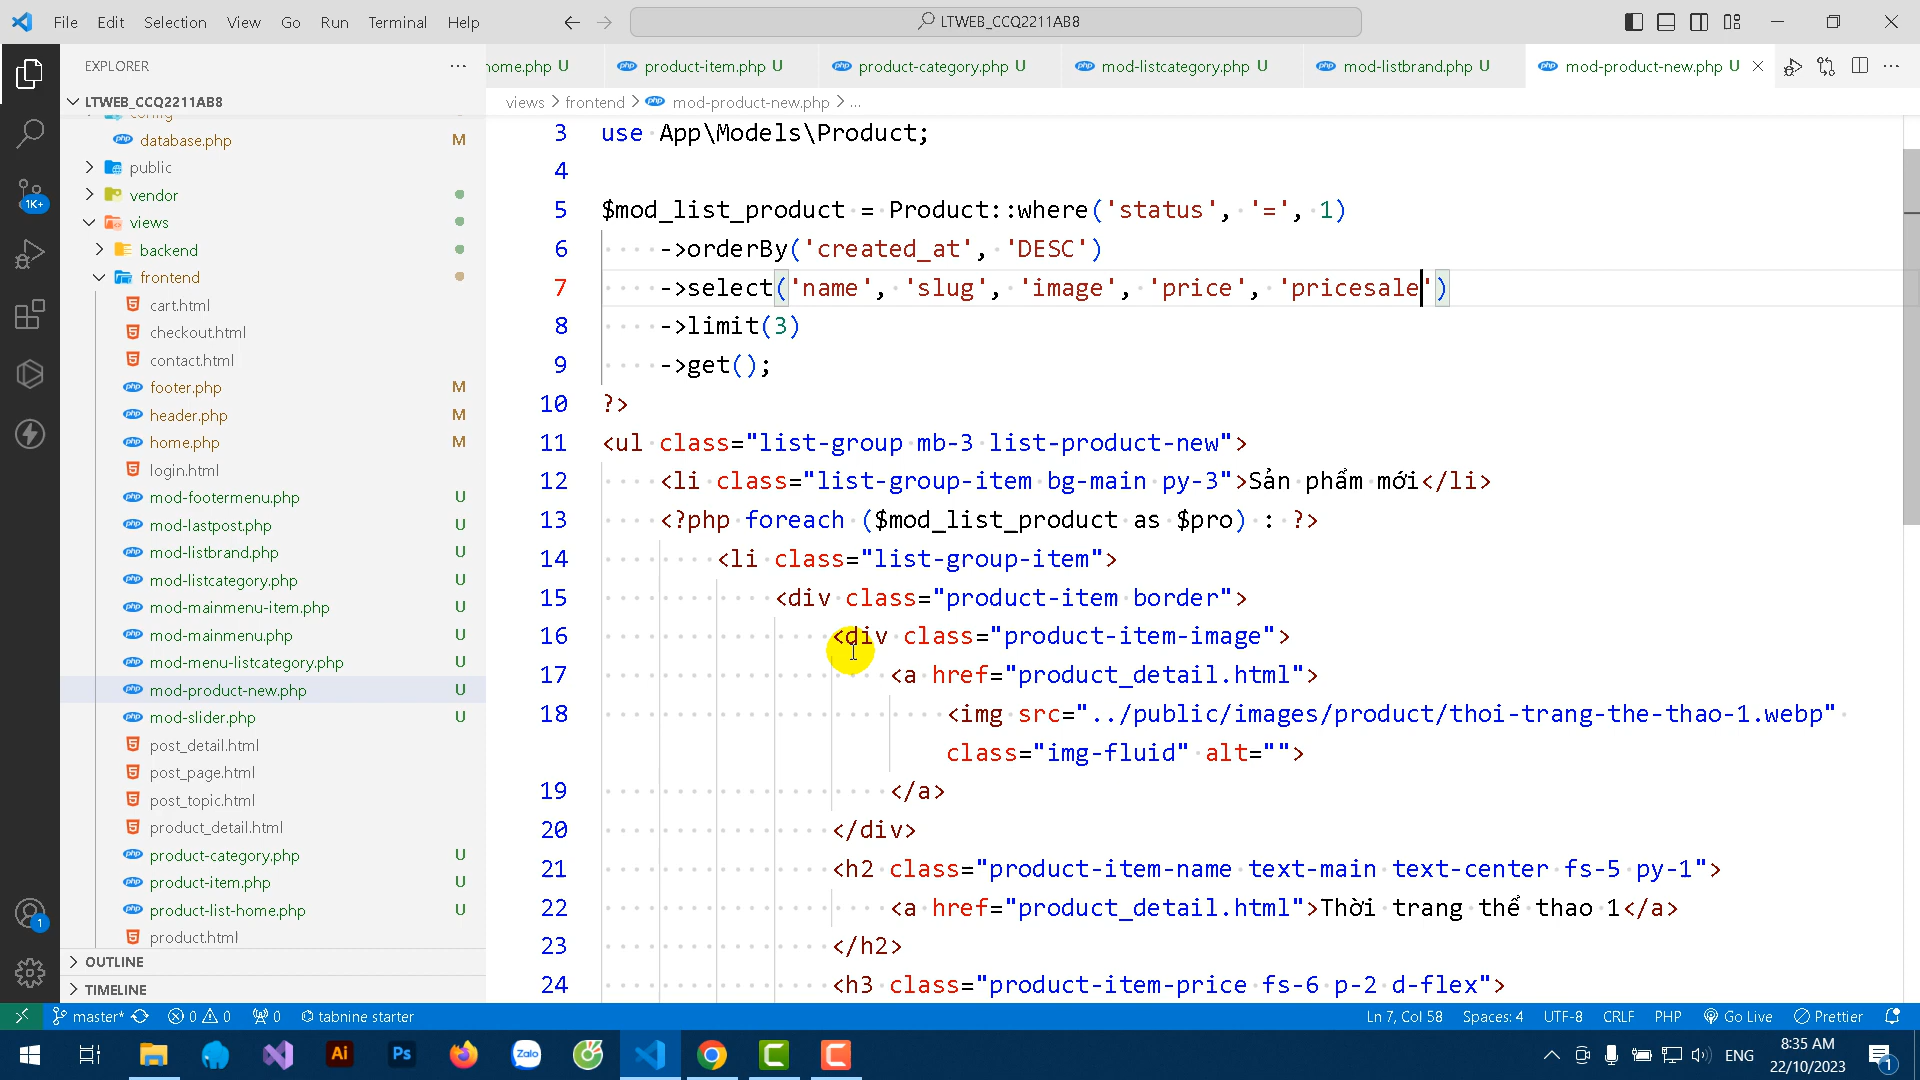 File Edit Selection View Go Run Terminal Help
LTWEB_CCQ2211AB8
EXPLORER
home.php U
product-item.php U
product-category.php U
mod-listcategory.php U
mod-listbrand.php U
mod-product-new.php U
LTWEB_CCQ2211AB8
views > frontend > mod-product-new.php > ...
config
database.php M
public
vendor
views
backend
frontend
cart.html
checkout.html
contact.html
footer.php M
header.php M
home.php M
login.html
mod-footermenu.php U
mod-lastpost.php U
mod-listbrand.php U
mod-listcategory.php U
mod-mainmenu-item.php U
mod-mainmenu.php U
mod-menu-listcategory.php U
mod-product-new.php U
mod-slider.php U
post_detail.html
post_page.html
post_topic.html
product_detail.html
product-category.php U
product-item.php U
product-list-home.php U
product.html
OUTLINE
TIMELINE
3 use App\Models\Product;
4
5 $mod_list_product = Product::where('status', '=', 1)
6 ->orderBy('created_at', 'DESC')
7 ->select('name', 'slug', 'image', 'price', 'pricesale')
8 ->limit(3)
9 ->get();
10 ?>
11 <ul class="list-group mb-3 list-product-new">
12 <li class="list-group-item bg-main py-3">Sản phẩm mới</li>
13 <?php foreach ($mod_list_product as $pro) : ?>
14 <li class="list-group-item">
15 <div class="product-item border">
16 <div class="product-item-image">
17 <a href="product_detail.html">
18 <img src="../public/images/product/thoi-trang-the-thao-1.webp"
class="img-fluid" alt="">
19 </a>
20 </div>
21 <h2 class="product-item-name text-main text-center fs-5 py-1">
22 <a href="product_detail.html">Thời trang thể thao 1</a>
23 </h2>
24 <h3 class="product-item-price fs-6 p-2 d-flex">
1K+
1
master* 0 0 0 tabnine starter
Ln 7, Col 58 Spaces: 4 UTF-8 CRLF PHP Go Live Prettier
Ai Ps Zalo
ENG
8:35 AM
22/10/2023
1